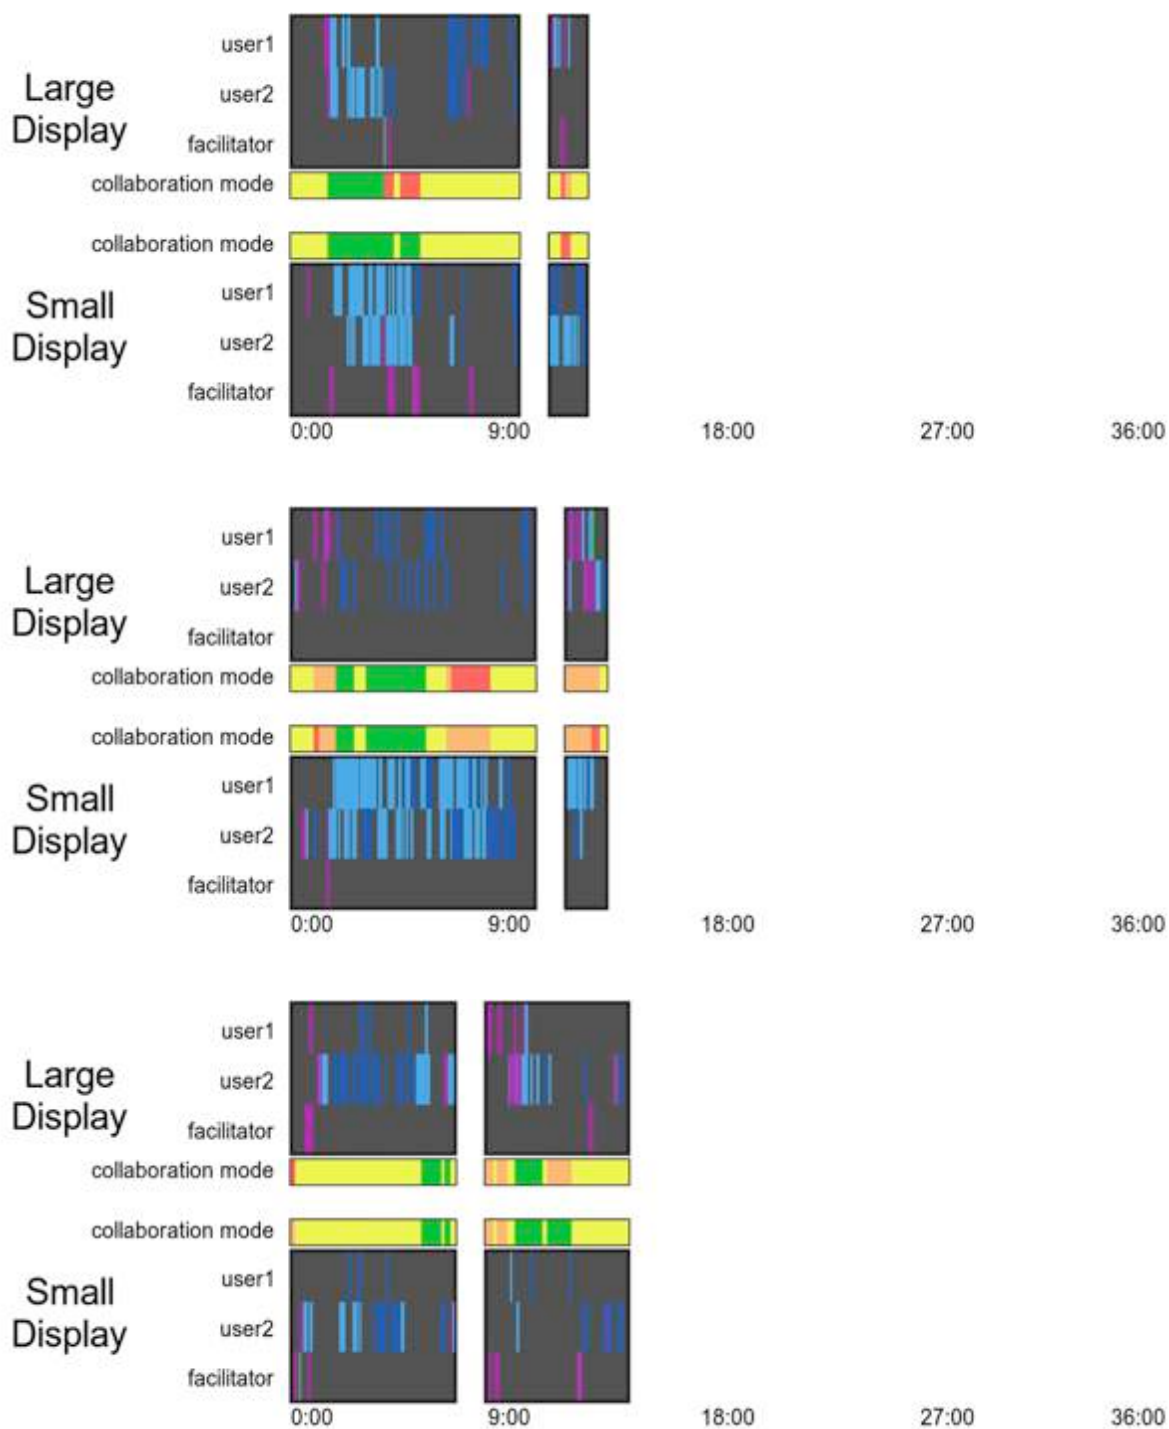 user1
Large
Display
user2
facilitator
collaboration mode
collaboration mode
user1
Small
Display
user2
facilitator
0:00 9:00 18:00 27:00 36:00
user1
Large
Display
user2
facilitator
collaboration mode
collaboration mode
user1
Small
Display
user2
facilitator
0:00 9:00 18:00 27:00 36:00
user1
Large
Display
user2
facilitator
collaboration mode
collaboration mode
user1
Small
Display
user2
facilitator
0:00 9:00 18:00 27:00 36:00